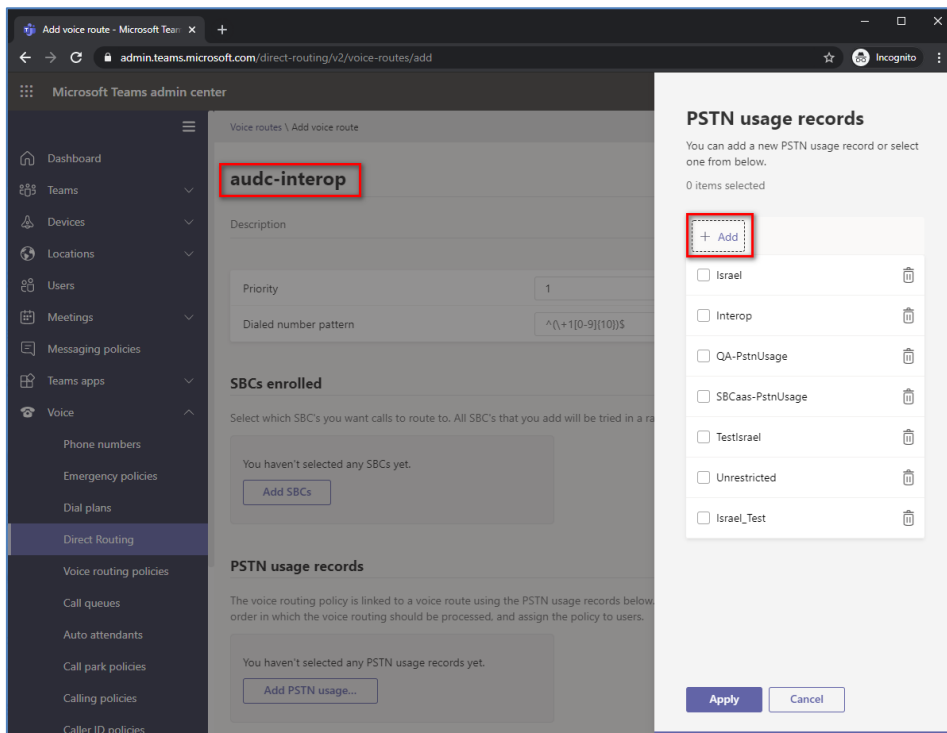 Add voice route - Microsoft Team
admin.teams.microsoft.com/direct-routing/v2/voice-routes/add
Incognito
Microsoft Teams admin center
Dashboard
Teams
Devices
Locations
Users
Meetings
Messaging policies
Teams apps
Voice
Phone numbers
Emergency policies
Dial plans
Direct Routing
Voice routing policies
Call queues
Auto attendants
Call park policies
Calling policies
Caller ID policies
Voice routes \ Add voice route
audc-interop
Description
Priority
1
Dialed number pattern
^(\+1[0-9]{10})$
SBCs enrolled
Select which SBC's you want calls to route to. All SBC's that you add will be tried in a ra
You haven't selected any SBCs yet.
Add SBCs
PSTN usage records
The voice routing policy is linked to a voice route using the PSTN usage records below.
order in which the voice routing should be processed, and assign the policy to users.
You haven't selected any PSTN usage records yet.
Add PSTN usage...
PSTN usage records
You can add a new PSTN usage record or select
one from below.
0 items selected
+ Add
Israel
Interop
QA-PstnUsage
SBCaas-PstnUsage
TestIsrael
Unrestricted
Israel_Test
Apply
Cancel